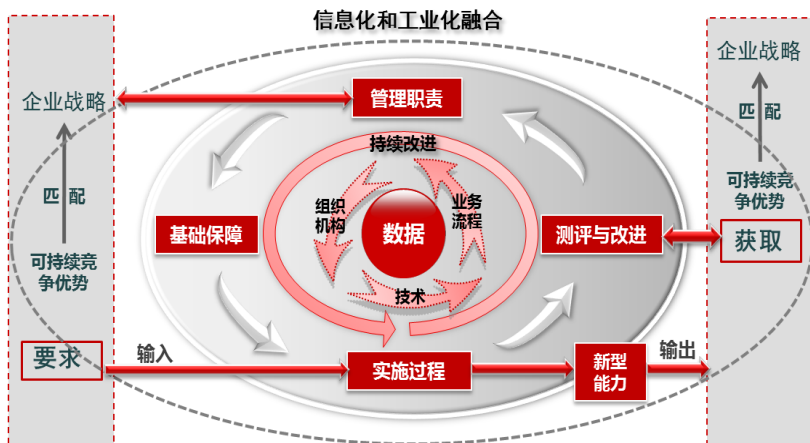 信息化和工业化融合
企业战略
匹 配
可持续竞
争优势
要求
输入
管理职责
持续改进
组织
机构
业务
流程
数据
技术
基础保障
测评与改进
实施过程
新型
能力
输出
企业战略
匹 配
可持续竞
争优势
获取